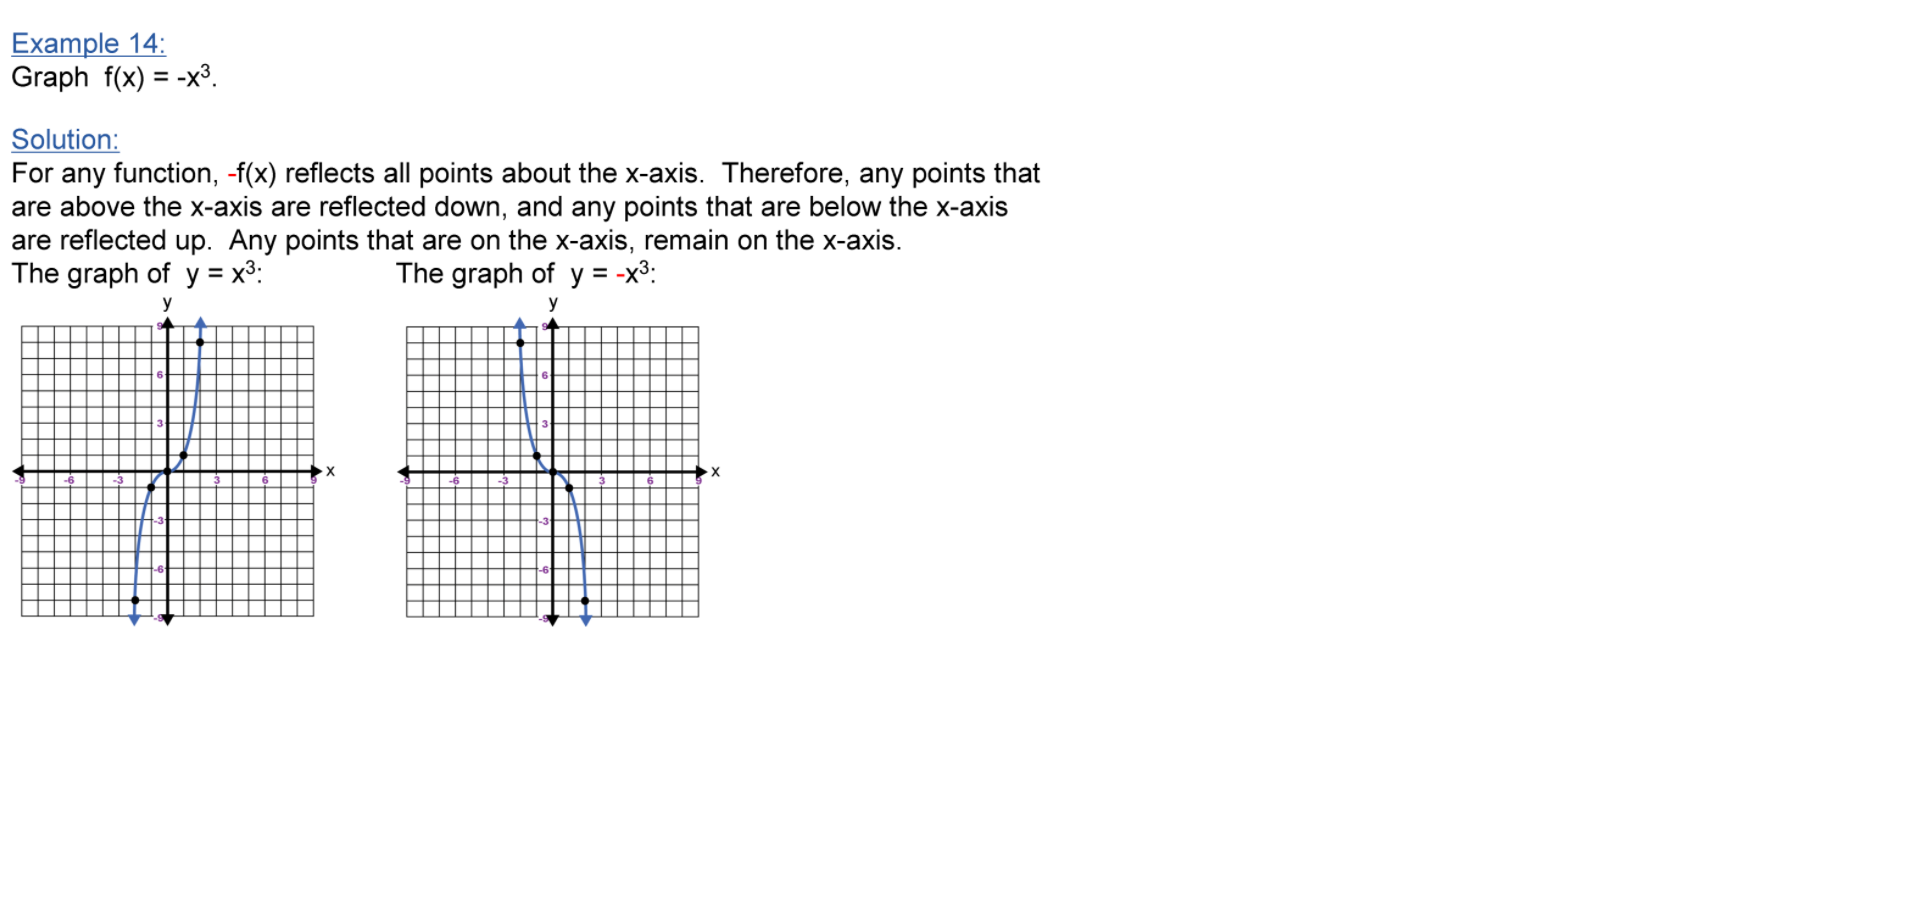 Example 14:
Graph f(x) = -x³.
Solution:
For any function, -f(x) reflects all points about the x-axis. Therefore, any points that
are above the x-axis are reflected down, and any points that are below the x-axis
are reflected up. Any points that are on the x-axis, remain on the x-axis.
The graph of y = x³:
y
9
6
3
-9 -6 -3 3 6 9 x
-3
-6
-9
The graph of y = -x³:
y
9
6
3
-9 -6 -3 3 6 9 x
-3
-6
-9